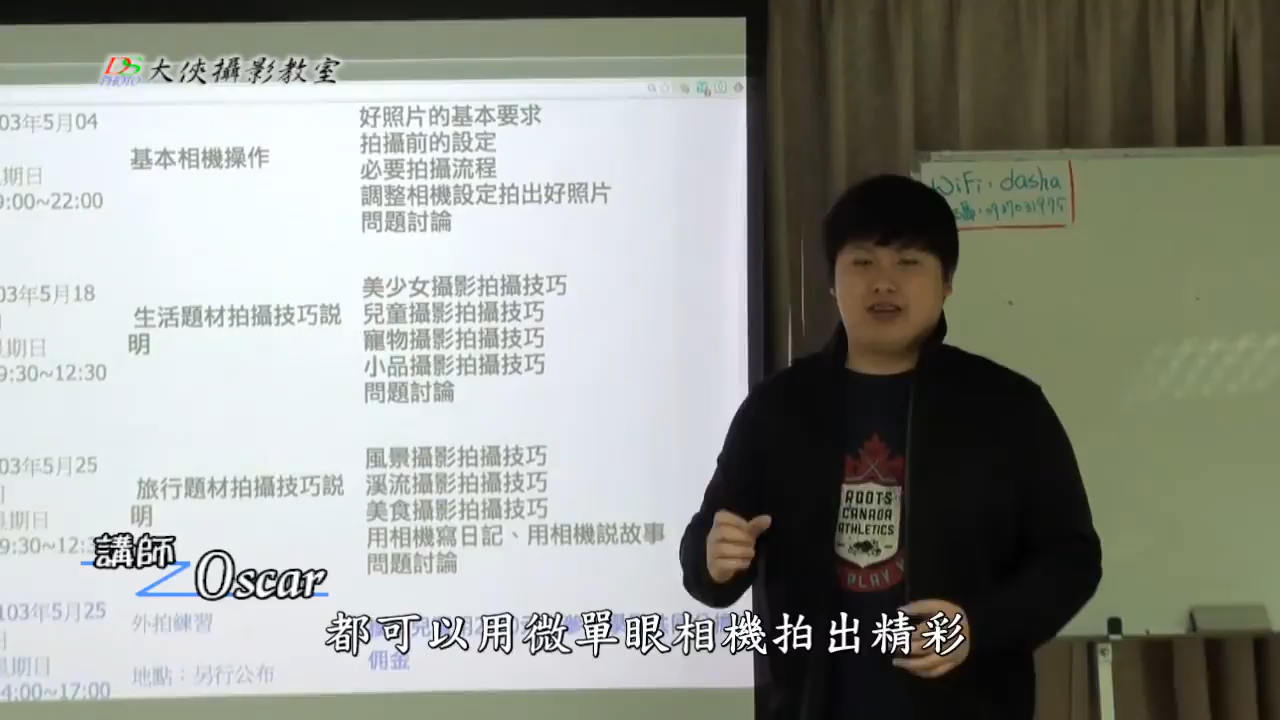 DS PHOTO 大俠攝影教室
03年5月04
期日
9:00~22:00
基本相機操作
好照片的基本要求
拍攝前的設定
必要拍攝流程
調整相機設定拍出好照片
問題討論
03年5月18
期日
9:30~12:30
生活題材拍攝技巧説
明
美少女攝影拍攝技巧
兒童攝影拍攝技巧
寵物攝影拍攝技巧
小品攝影拍攝技巧
問題討論
03年5月25
期日
9:30~12:3
旅行題材拍攝技巧説
明
風景攝影拍攝技巧
溪流攝影拍攝技巧
美食攝影拍攝技巧
用相機寫日記、用相機説故事
問題討論
103年5月25
期日
4:00~17:00
外拍練習
地點：另行公布
佣金
WiFi:dasha
ROOTS
CANADA
ATHLETICS
PLAY
講師
Oscar
都可以用微單眼相機拍出精彩